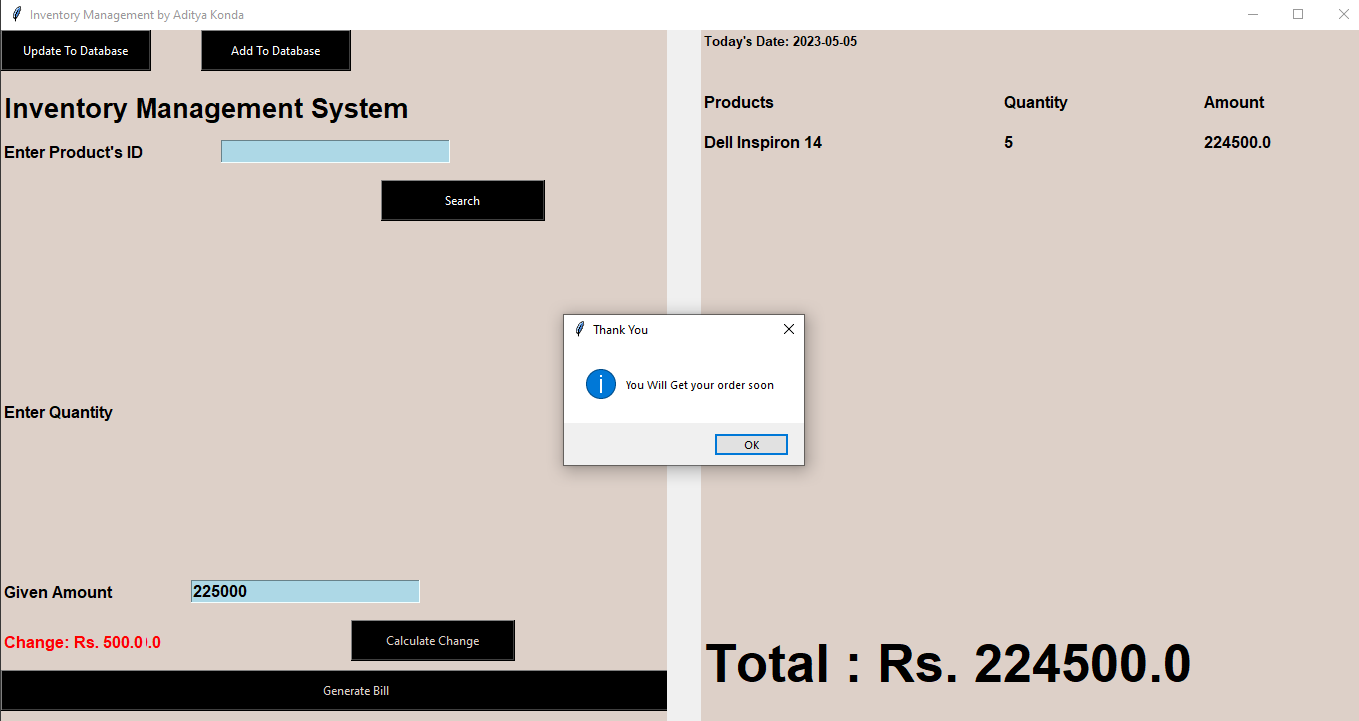 Inventory Management by Aditya Konda
Update To Database Add To Database
Inventory Management System
Enter Product's ID
Search
Enter Quantity
Given Amount 225000
Change: Rs. 500.0 .0
Calculate Change
Generate Bill
Today's Date: 2023-05-05
Products Quantity Amount
Dell Inspiron 14 5 224500.0
Total : Rs. 224500.0
Thank You
You Will Get your order soon
OK